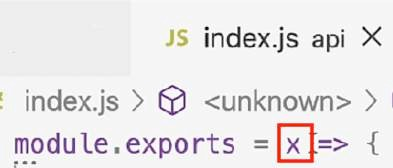 JS index.js api
index.js > <unknown> >
module.exports = x => {